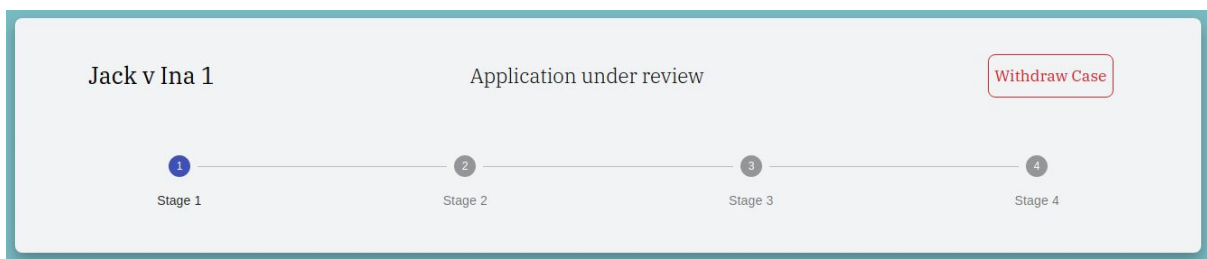 Jack v Ina 1
Application under review
Withdraw Case
1
2
3
4
Stage 1
Stage 2
Stage 3
Stage 4